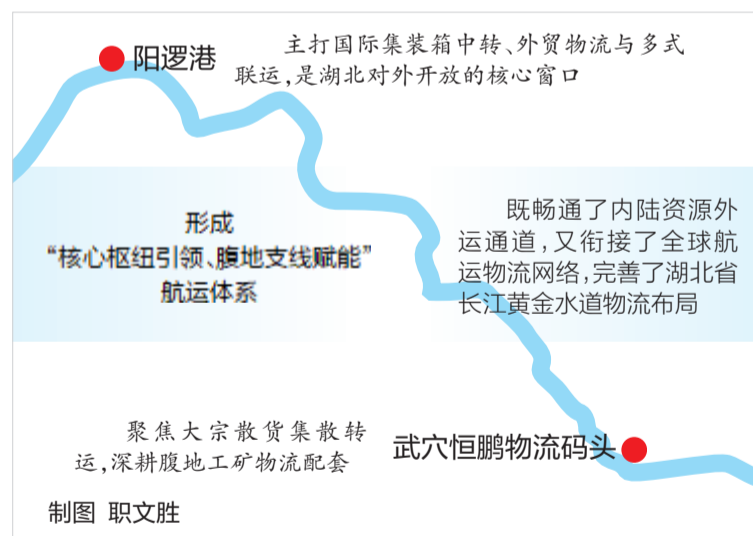 阳逻港
主打国际集装箱中转、外贸物流与多式
联运,是湖北对外开放的核心窗口
形成
“核心枢纽引领、腹地支线赋能”
航运体系
既畅通了内陆资源外
运通道,又衔接了全球航
运物流网络,完善了湖北省
长江黄金水道物流布局
聚焦大宗散货集散转
运,深耕腹地工矿物流配套
武穴恒鹏物流码头
制图 职文胜